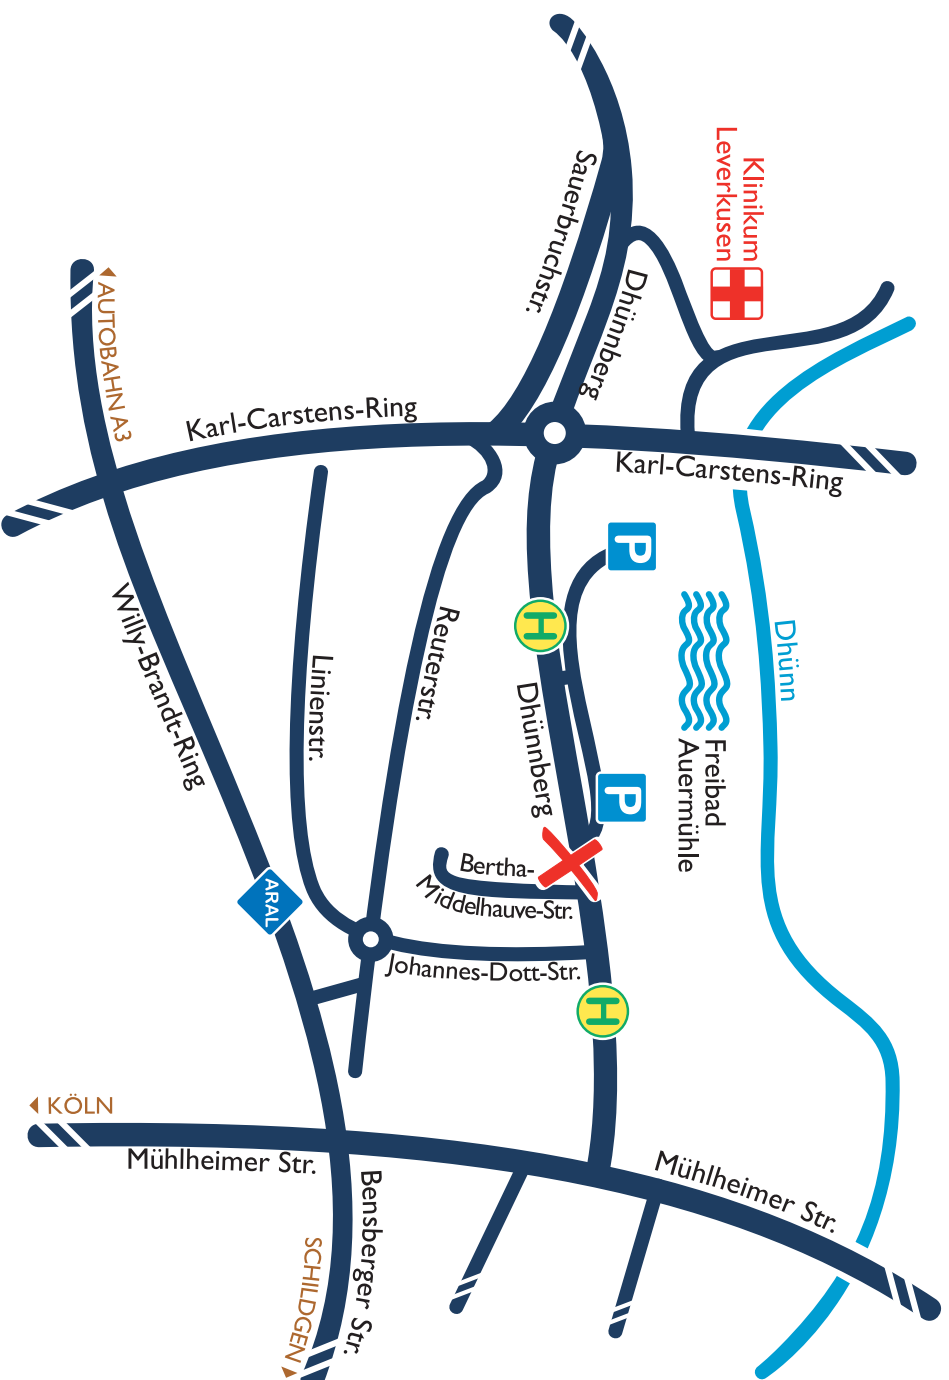 Sauerbruchstr.
Dhünnberg
Klinikum
Leverkusen
AUTOBAHN A3
Karl-Carstens-Ring
Karl-Carstens-Ring
P
H
Willy-Brandt-Ring
Linienstr.
Reuterstr.
Dhünnberg
Dhünn
Freibad
Auermühle
P
Bertha-
Middelhauve-Str.
ARAL
Johannes-Dott-Str.
H
KÖLN
Mühlheimer Str.
Mühlheimer Str.
Bensberger Str.
SCHILDGEN